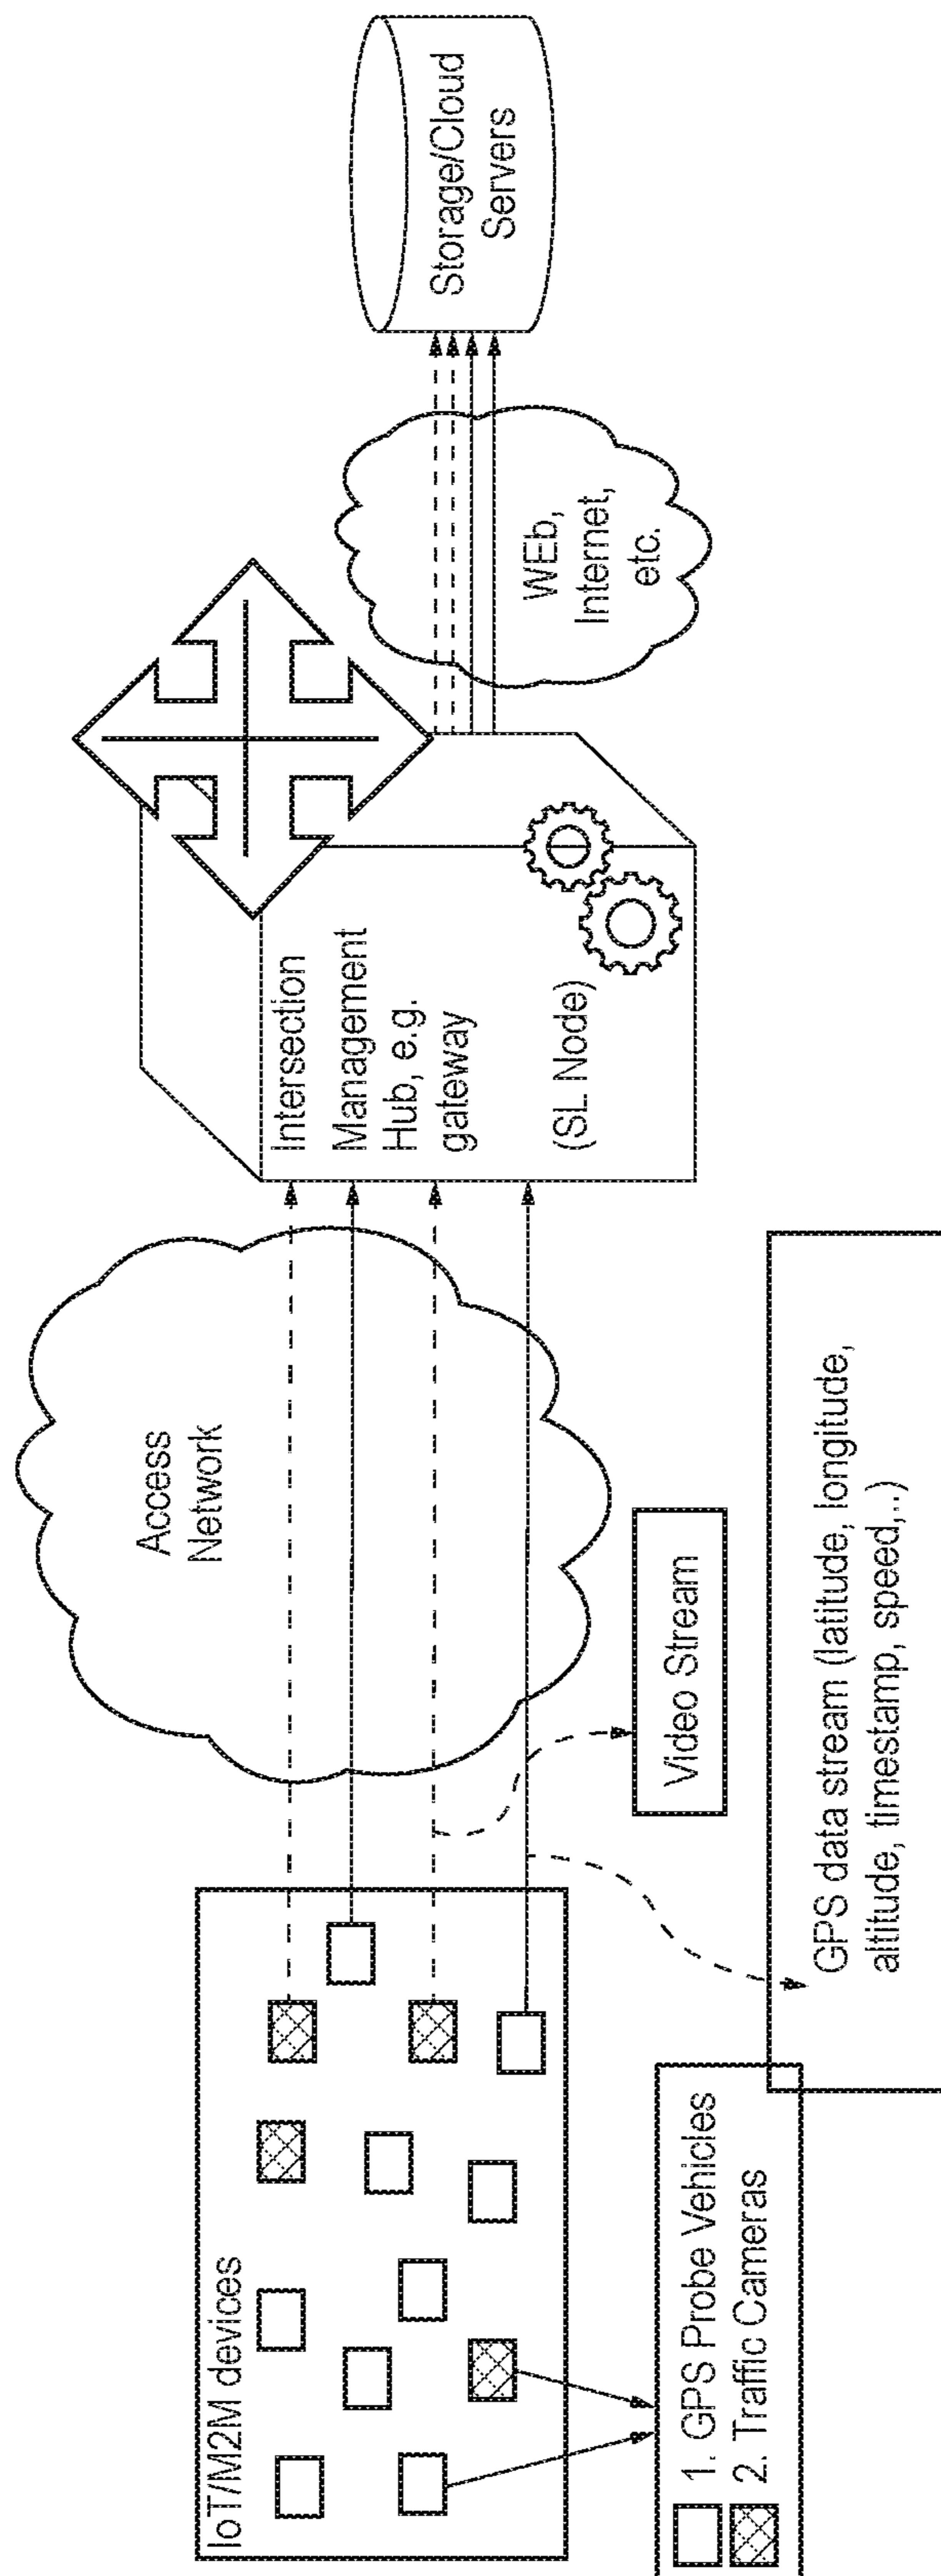 IoT/M2M devices
1. GPS Probe Vehicles
2. Traffic Cameras
Access
Network
Video Stream
GPS data stream (latitude, longitude,
altitude, timestamp, speed,..)
Intersection
Management
Hub, e.g.
gateway
(SL Node)
WEb,
Internet,
etc.
Storage/Cloud
Servers